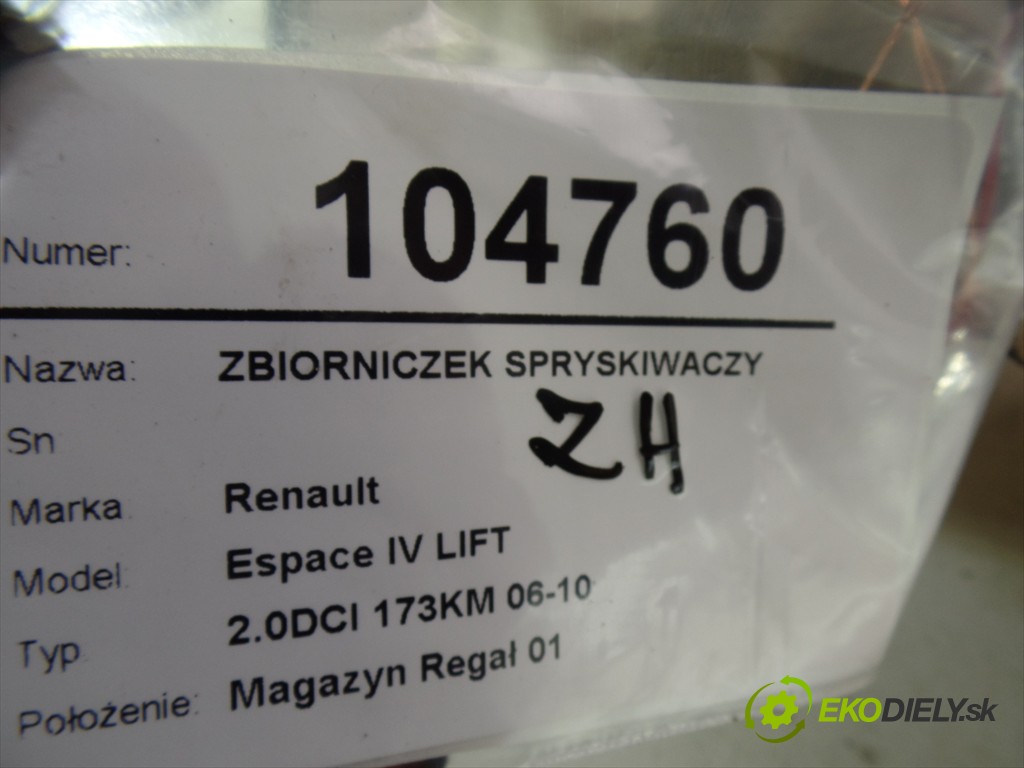 Numer: 104760
Nazwa: ZBIORNICZEK SPRYSKIWACZY
ZH
Sn
Marka Renault
Model: Espace IV LIFT
Typ 2.0DCI 173KM 06-10
Położenie: Magazyn Regał 01
EKODIELY.sk